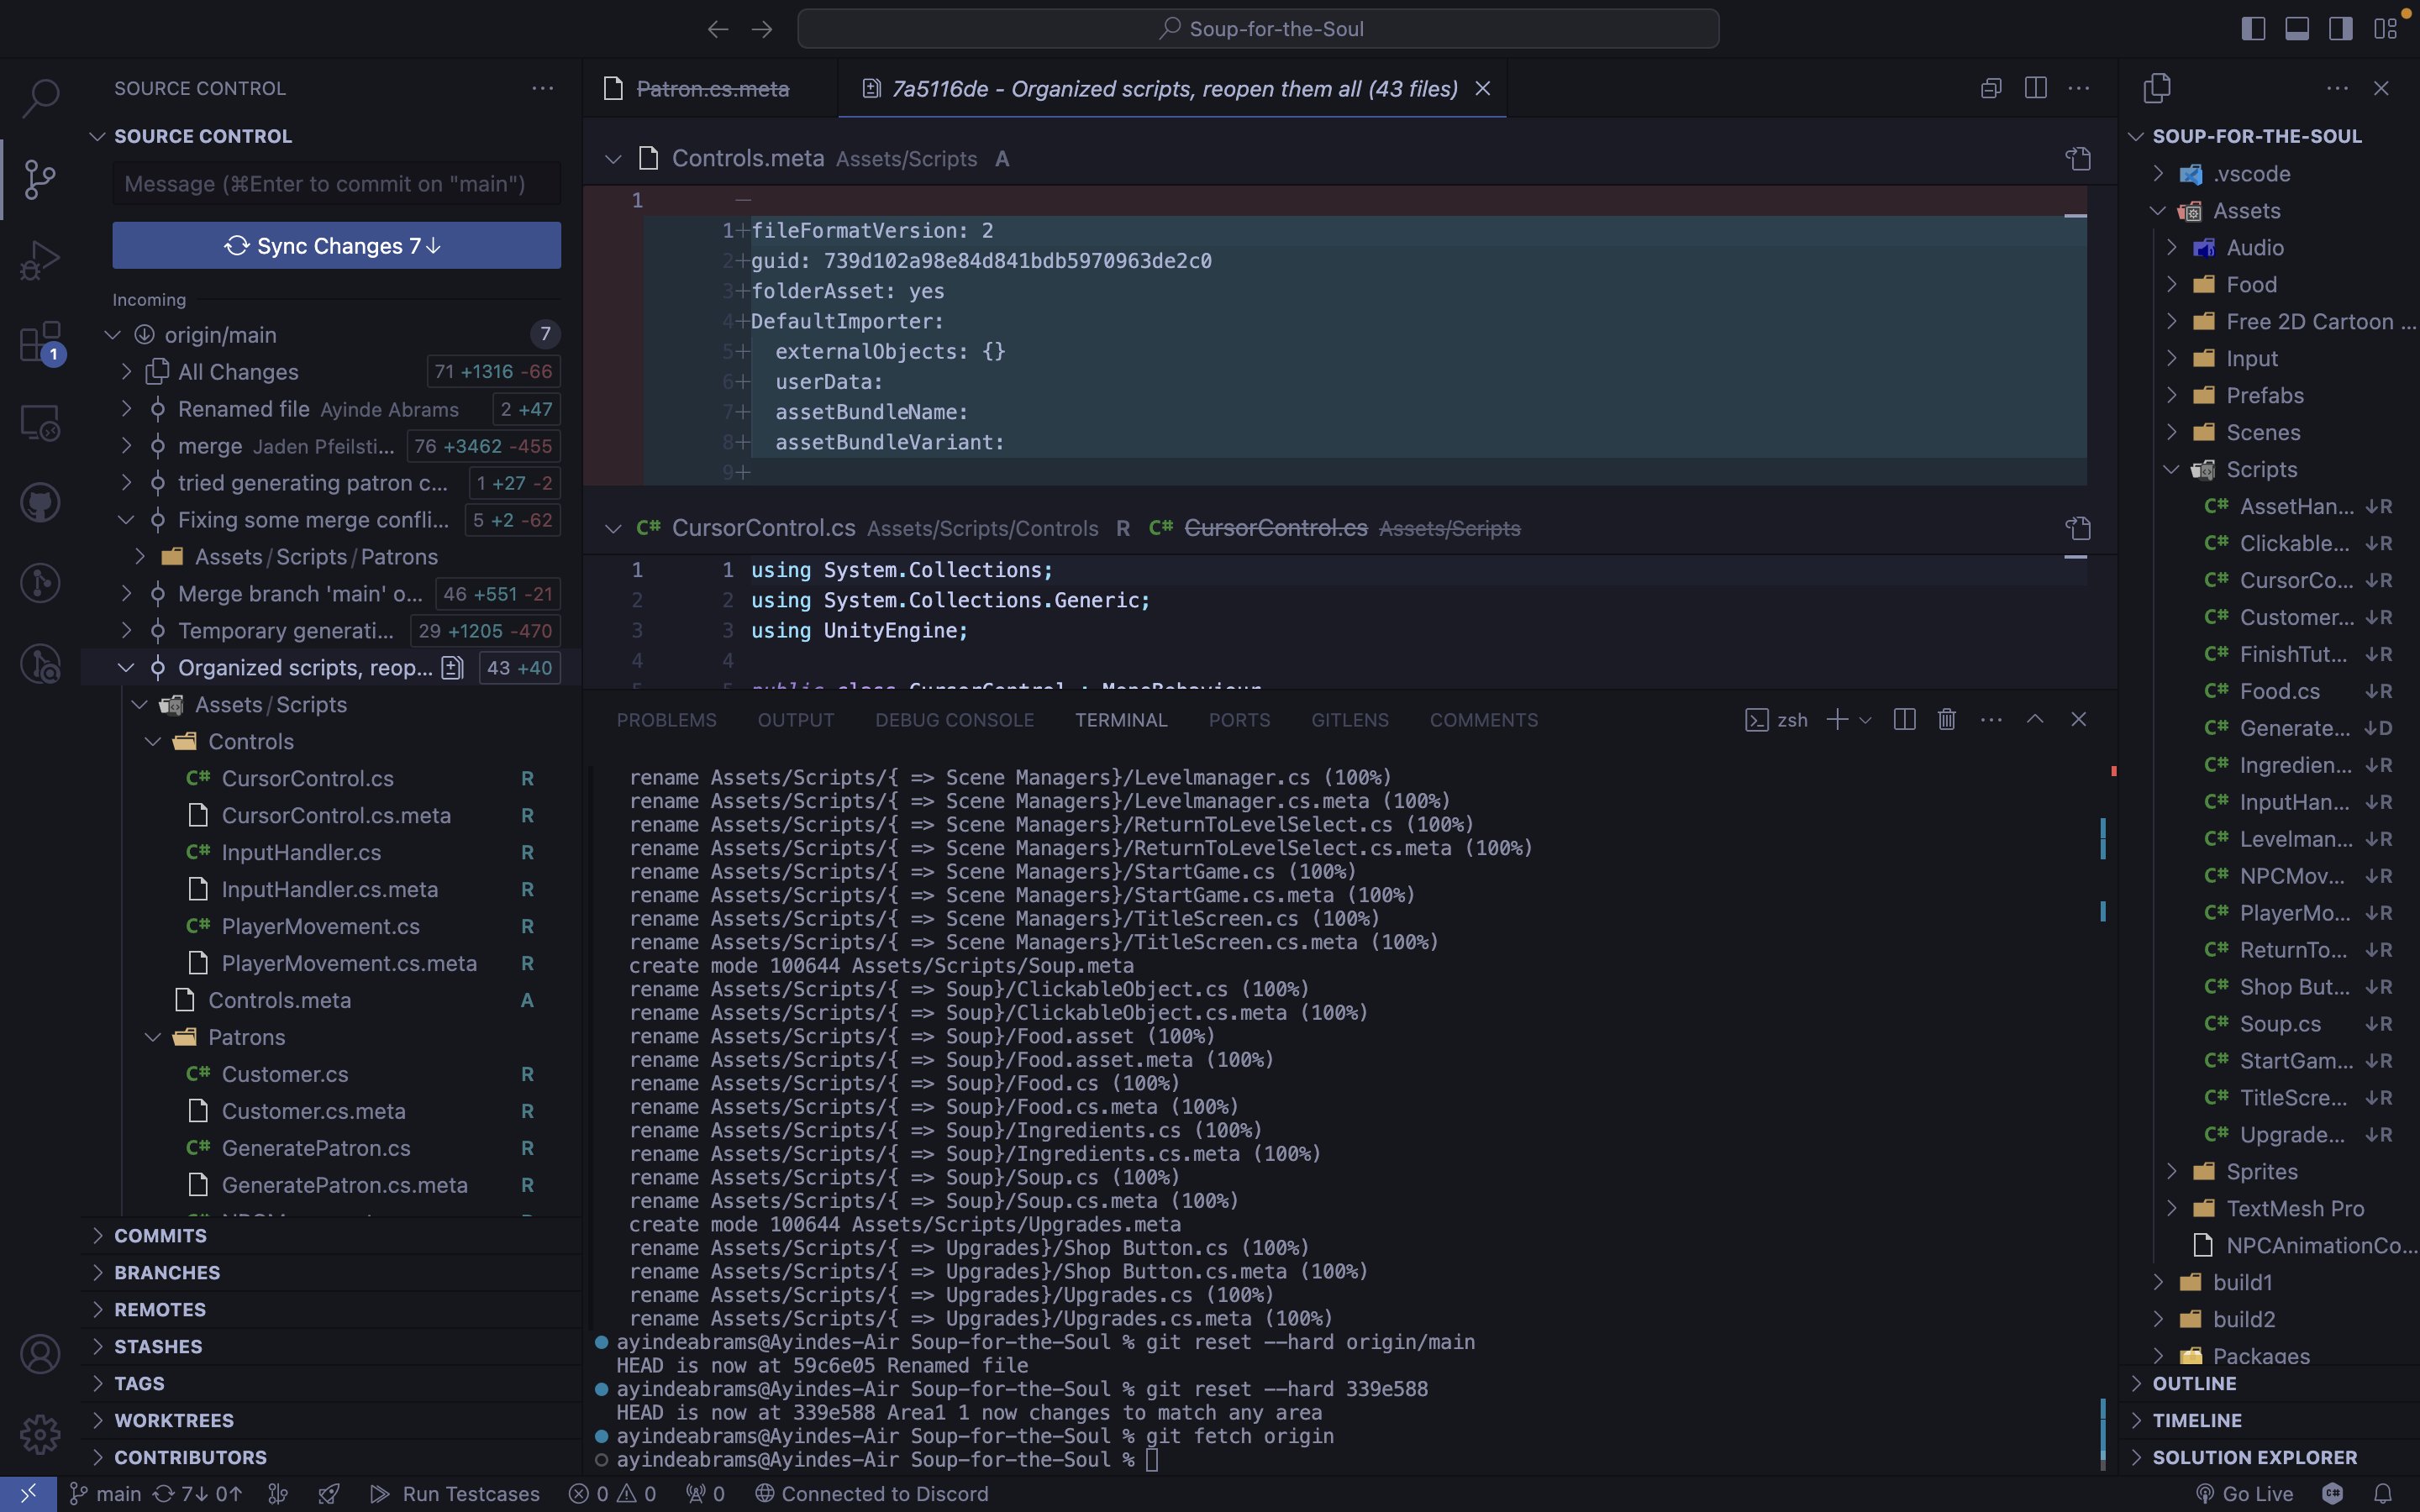 Soup-for-the-Soul
SOURCE CONTROL
SOURCE CONTROL
Message (⌘Enter to commit on "main")
Sync Changes 7↓
Incoming
origin/main 7
All Changes 71 +1316 -66
Renamed file Ayinde Abrams 2 +47
merge Jaden Pfeilsti... 76 +3462 -455
tried generating patron c... 1 +27 -2
Fixing some merge confli... 5 +2 -62
Assets/Scripts/Patrons
Merge branch 'main' o... 46 +551 -21
Temporary generati... 29 +1205 -470
Organized scripts, reop... 43 +40
Assets/Scripts
Controls
CursorControl.cs R
CursorControl.cs.meta R
InputHandler.cs R
InputHandler.cs.meta R
PlayerMovement.cs R
PlayerMovement.cs.meta R
Controls.meta A
Patrons
Customer.cs R
Customer.cs.meta R
GeneratePatron.cs R
GeneratePatron.cs.meta R
COMMITS
BRANCHES
REMOTES
STASHES
TAGS
WORKTREES
CONTRIBUTORS
1
Patron.cs.meta
7a5116de - Organized scripts, reopen them all (43 files)
Controls.meta Assets/Scripts A
1 —
1+fileFormatVersion: 2
2+guid: 739d102a98e84d841bdb5970963de2c0
3+folderAsset: yes
4+DefaultImporter:
5+  externalObjects: {}
6+  userData:
7+  assetBundleName:
8+  assetBundleVariant:
9+
C# CursorControl.cs Assets/Scripts/Controls R C# CursorControl.cs Assets/Scripts
1 1 using System.Collections;
2 2 using System.Collections.Generic;
3 3 using UnityEngine;
4 4
5 5 public class CursorControl : MonoBehaviour
PROBLEMS OUTPUT DEBUG CONSOLE TERMINAL PORTS GITLENS COMMENTS
zsh
rename Assets/Scripts/{ => Scene Managers}/Levelmanager.cs (100%)
rename Assets/Scripts/{ => Scene Managers}/Levelmanager.cs.meta (100%)
rename Assets/Scripts/{ => Scene Managers}/ReturnToLevelSelect.cs (100%)
rename Assets/Scripts/{ => Scene Managers}/ReturnToLevelSelect.cs.meta (100%)
rename Assets/Scripts/{ => Scene Managers}/StartGame.cs (100%)
rename Assets/Scripts/{ => Scene Managers}/StartGame.cs.meta (100%)
rename Assets/Scripts/{ => Scene Managers}/TitleScreen.cs (100%)
rename Assets/Scripts/{ => Scene Managers}/TitleScreen.cs.meta (100%)
create mode 100644 Assets/Scripts/Soup.meta
rename Assets/Scripts/{ => Soup}/ClickableObject.cs (100%)
rename Assets/Scripts/{ => Soup}/ClickableObject.cs.meta (100%)
rename Assets/Scripts/{ => Soup}/Food.asset (100%)
rename Assets/Scripts/{ => Soup}/Food.asset.meta (100%)
rename Assets/Scripts/{ => Soup}/Food.cs (100%)
rename Assets/Scripts/{ => Soup}/Food.cs.meta (100%)
rename Assets/Scripts/{ => Soup}/Ingredients.cs (100%)
rename Assets/Scripts/{ => Soup}/Ingredients.cs.meta (100%)
rename Assets/Scripts/{ => Soup}/Soup.cs (100%)
rename Assets/Scripts/{ => Soup}/Soup.cs.meta (100%)
create mode 100644 Assets/Scripts/Upgrades.meta
rename Assets/Scripts/{ => Upgrades}/Shop Button.cs (100%)
rename Assets/Scripts/{ => Upgrades}/Shop Button.cs.meta (100%)
rename Assets/Scripts/{ => Upgrades}/Upgrades.cs (100%)
rename Assets/Scripts/{ => Upgrades}/Upgrades.cs.meta (100%)
ayindeabrams@Ayindes-Air Soup-for-the-Soul % git reset --hard origin/main
HEAD is now at 59c6e05 Renamed file
ayindeabrams@Ayindes-Air Soup-for-the-Soul % git reset --hard 339e588
HEAD is now at 339e588 Area1 1 now changes to match any area
ayindeabrams@Ayindes-Air Soup-for-the-Soul % git fetch origin
ayindeabrams@Ayindes-Air Soup-for-the-Soul %
SOUP-FOR-THE-SOUL
.vscode
Assets
Audio
Food
Free 2D Cartoon ...
Input
Prefabs
Scenes
Scripts
C# AssetHan... ↓R
C# Clickable... ↓R
C# CursorCo... ↓R
C# Customer... ↓R
C# FinishTut... ↓R
C# Food.cs ↓R
C# Generate... ↓D
C# Ingredien... ↓R
C# InputHan... ↓R
C# Levelman... ↓R
C# NPCMov... ↓R
C# PlayerMo... ↓R
C# ReturnTo... ↓R
C# Shop But... ↓R
C# Soup.cs ↓R
C# StartGam... ↓R
C# TitleScre... ↓R
C# Upgrade... ↓R
Sprites
TextMesh Pro
NPCAnimationCo...
build1
build2
Packages
OUTLINE
TIMELINE
SOLUTION EXPLORER
main 7↓ 0↑ Run Testcases 0 0 0 Connected to Discord Go Live